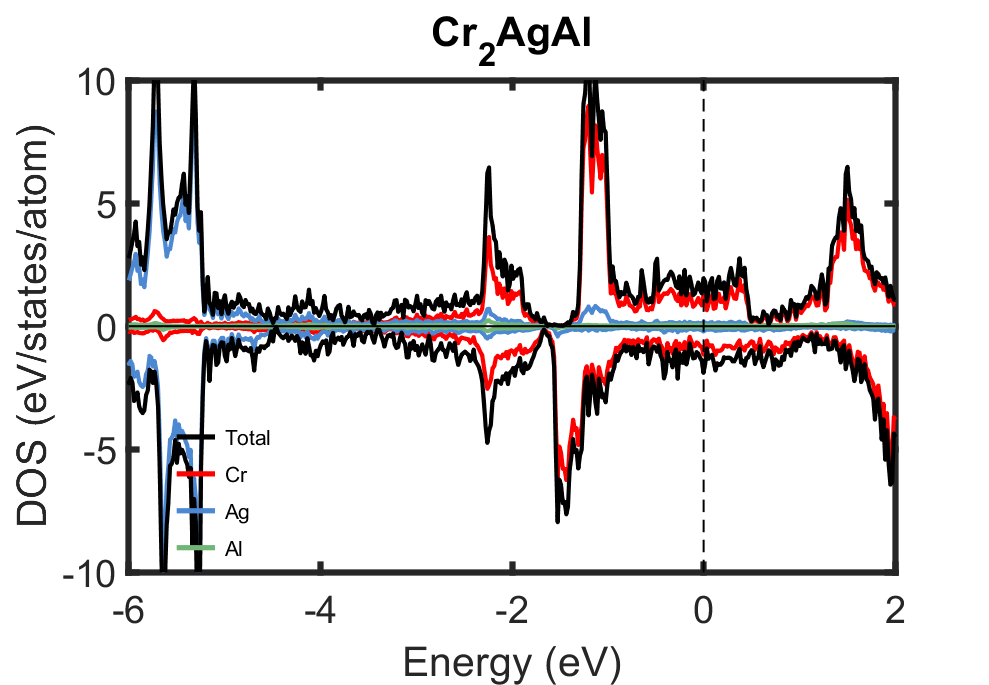 Cr₂AgAl
DOS (eV/states/atom)
10
5
0
-5
-10
Total
Cr
Ag
Al
-6 -4 -2 0 2
Energy (eV)